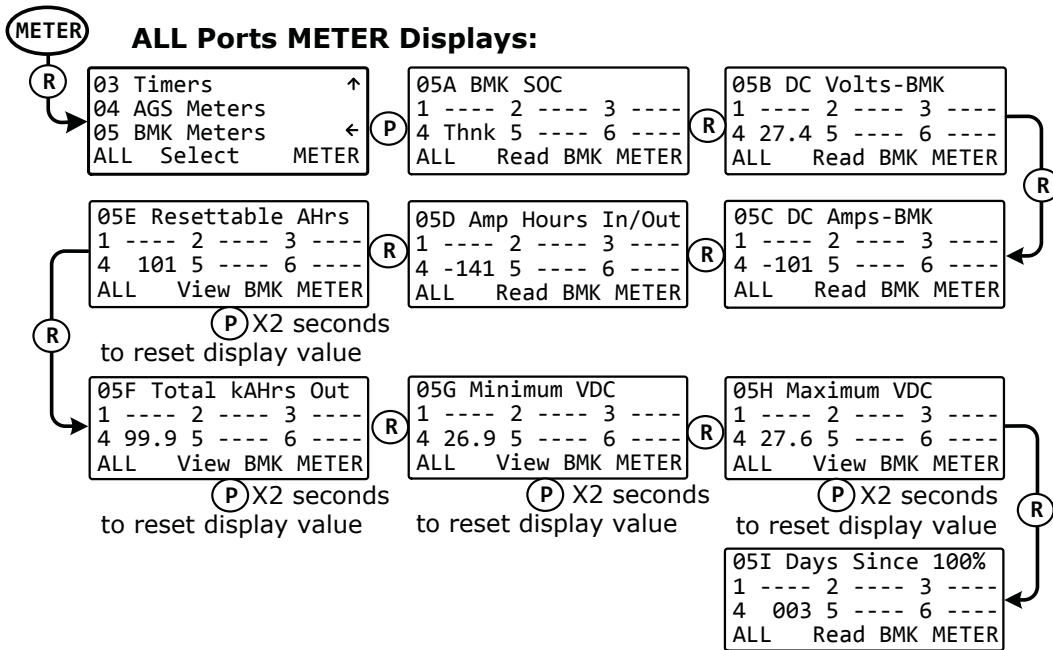 METER
ALL Ports METER Displays:
R
03 Timers ↑
04 AGS Meters
05 BMK Meters ←
ALL Select METER
P
05A BMK SOC
1 ---- 2 ---- 3 ----
4 Thnk 5 ---- 6 ----
ALL Read BMK METER
R
05B DC Volts-BMK
1 ---- 2 ---- 3 ----
4 27.4 5 ---- 6 ----
ALL Read BMK METER
R
05C DC Amps-BMK
1 ---- 2 ---- 3 ----
4 -101 5 ---- 6 ----
ALL Read BMK METER
R
05D Amp Hours In/Out
1 ---- 2 ---- 3 ----
4 -141 5 ---- 6 ----
ALL Read BMK METER
R
05E Resettable AHrs
1 ---- 2 ---- 3 ----
4 101 5 ---- 6 ----
ALL View BMK METER
P X2 seconds
to reset display value
R
05F Total kAHrs Out
1 ---- 2 ---- 3 ----
4 99.9 5 ---- 6 ----
ALL View BMK METER
P X2 seconds
to reset display value
R
05G Minimum VDC
1 ---- 2 ---- 3 ----
4 26.9 5 ---- 6 ----
ALL View BMK METER
P X2 seconds
to reset display value
R
05H Maximum VDC
1 ---- 2 ---- 3 ----
4 27.6 5 ---- 6 ----
ALL View BMK METER
P X2 seconds
to reset display value
R
05I Days Since 100%
1 ---- 2 ---- 3 ----
4 003 5 ---- 6 ----
ALL Read BMK METER